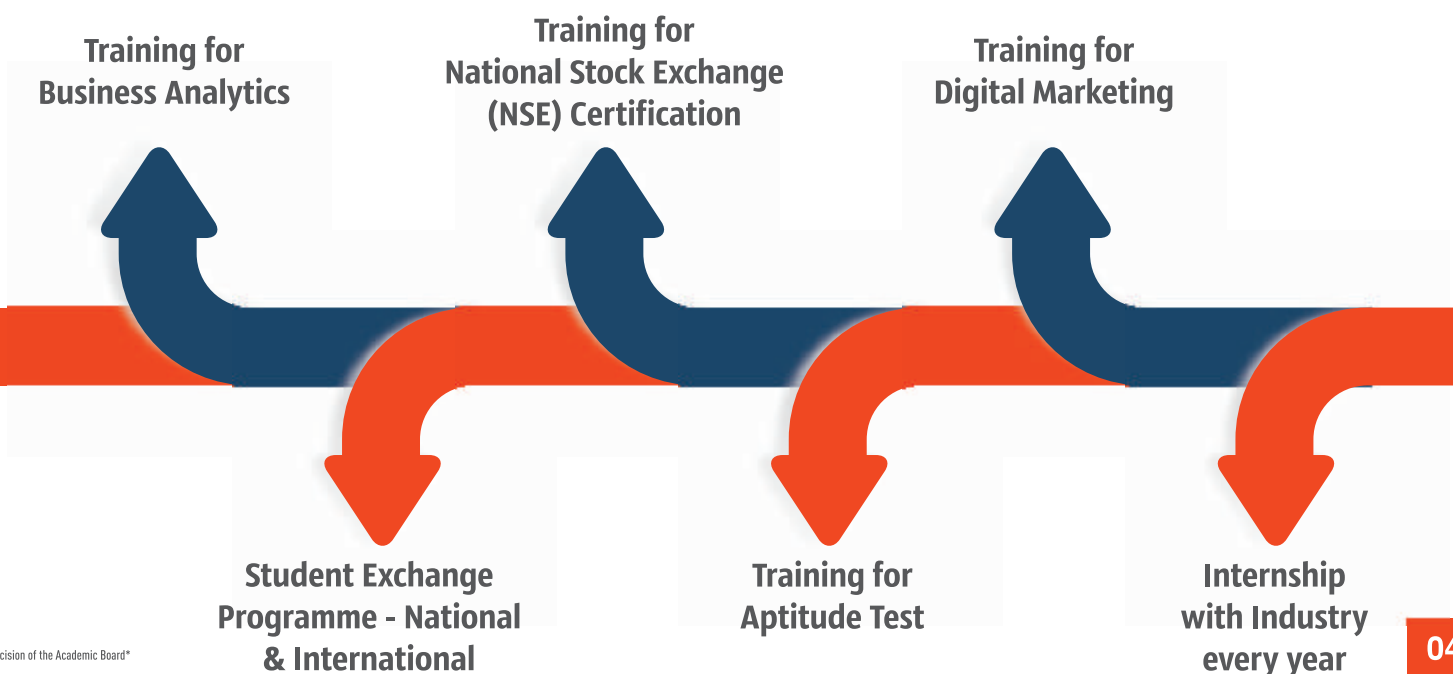 Training for
Business Analytics
Training for
National Stock Exchange
(NSE) Certification
Training for
Digital Marketing
Student Exchange
Programme - National
& International
Training for
Aptitude Test
Internship
with Industry
every year
of the Academic Board*
04